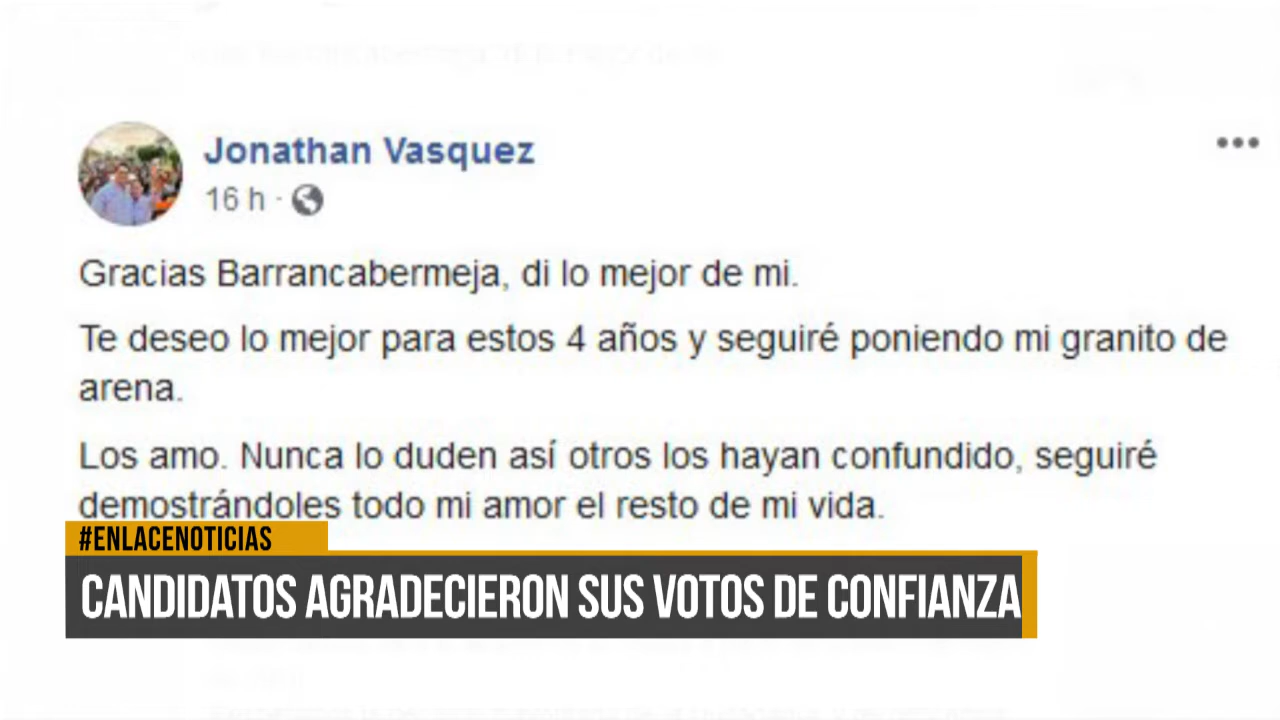 Jonathan Vasquez
16 h ·
Gracias Barrancabermeja, di lo mejor de mi.
Te deseo lo mejor para estos 4 años y seguiré poniendo mi granito de
arena.
Los amo. Nunca lo duden así otros los hayan confundido, seguiré
demostrándoles todo mi amor el resto de mi vida.
#ENLACENOTICIAS
CANDIDATOS AGRADECIERON SUS VOTOS DE CONFIANZA